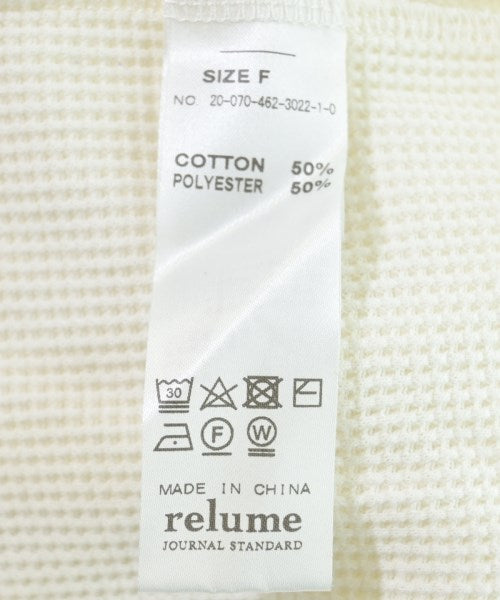 SIZE F
NO. 20-070-462-3022-1-0
COTTON 50%
POLYESTER 50%
30
F W
MADE IN CHINA
relume
JOURNAL STANDARD